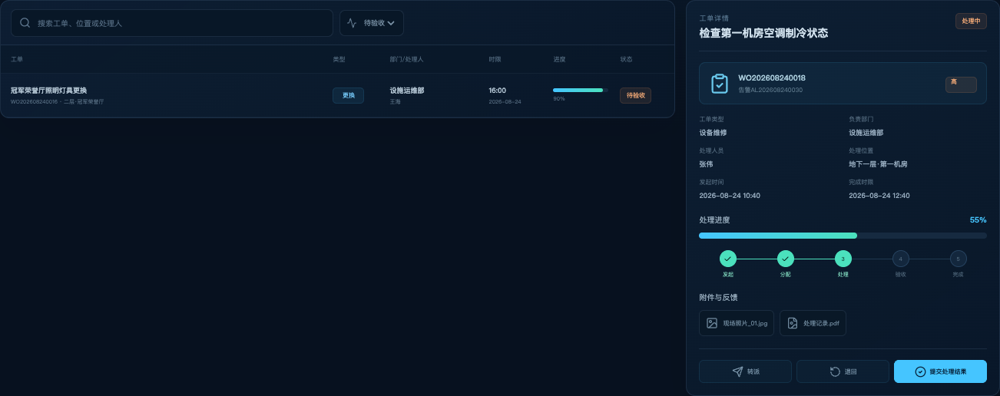 搜索工单、位置或处理人
待验收
工单
类型
部门/处理人
时限
进度
状态
冠军荣誉厅照明灯具更换
WO202608240016 · 二层·冠军荣誉厅
更换
设施运维部
王海
16:00
2026-08-24
90%
待验收
工单详情
检查第一机房空调制冷状态
处理中
WO202608240018
告警AL202608240030
高
工单类型
设备维修
负责部门
设施运维部
处理人员
张伟
处理位置
地下一层·第一机房
发起时间
2026-08-24 10:40
完成时限
2026-08-24 12:40
处理进度
55%
3
4
5
发起
分配
处理
验收
完成
附件与反馈
现场照片_01.jpg
处理记录.pdf
转派
退回
提交处理结果